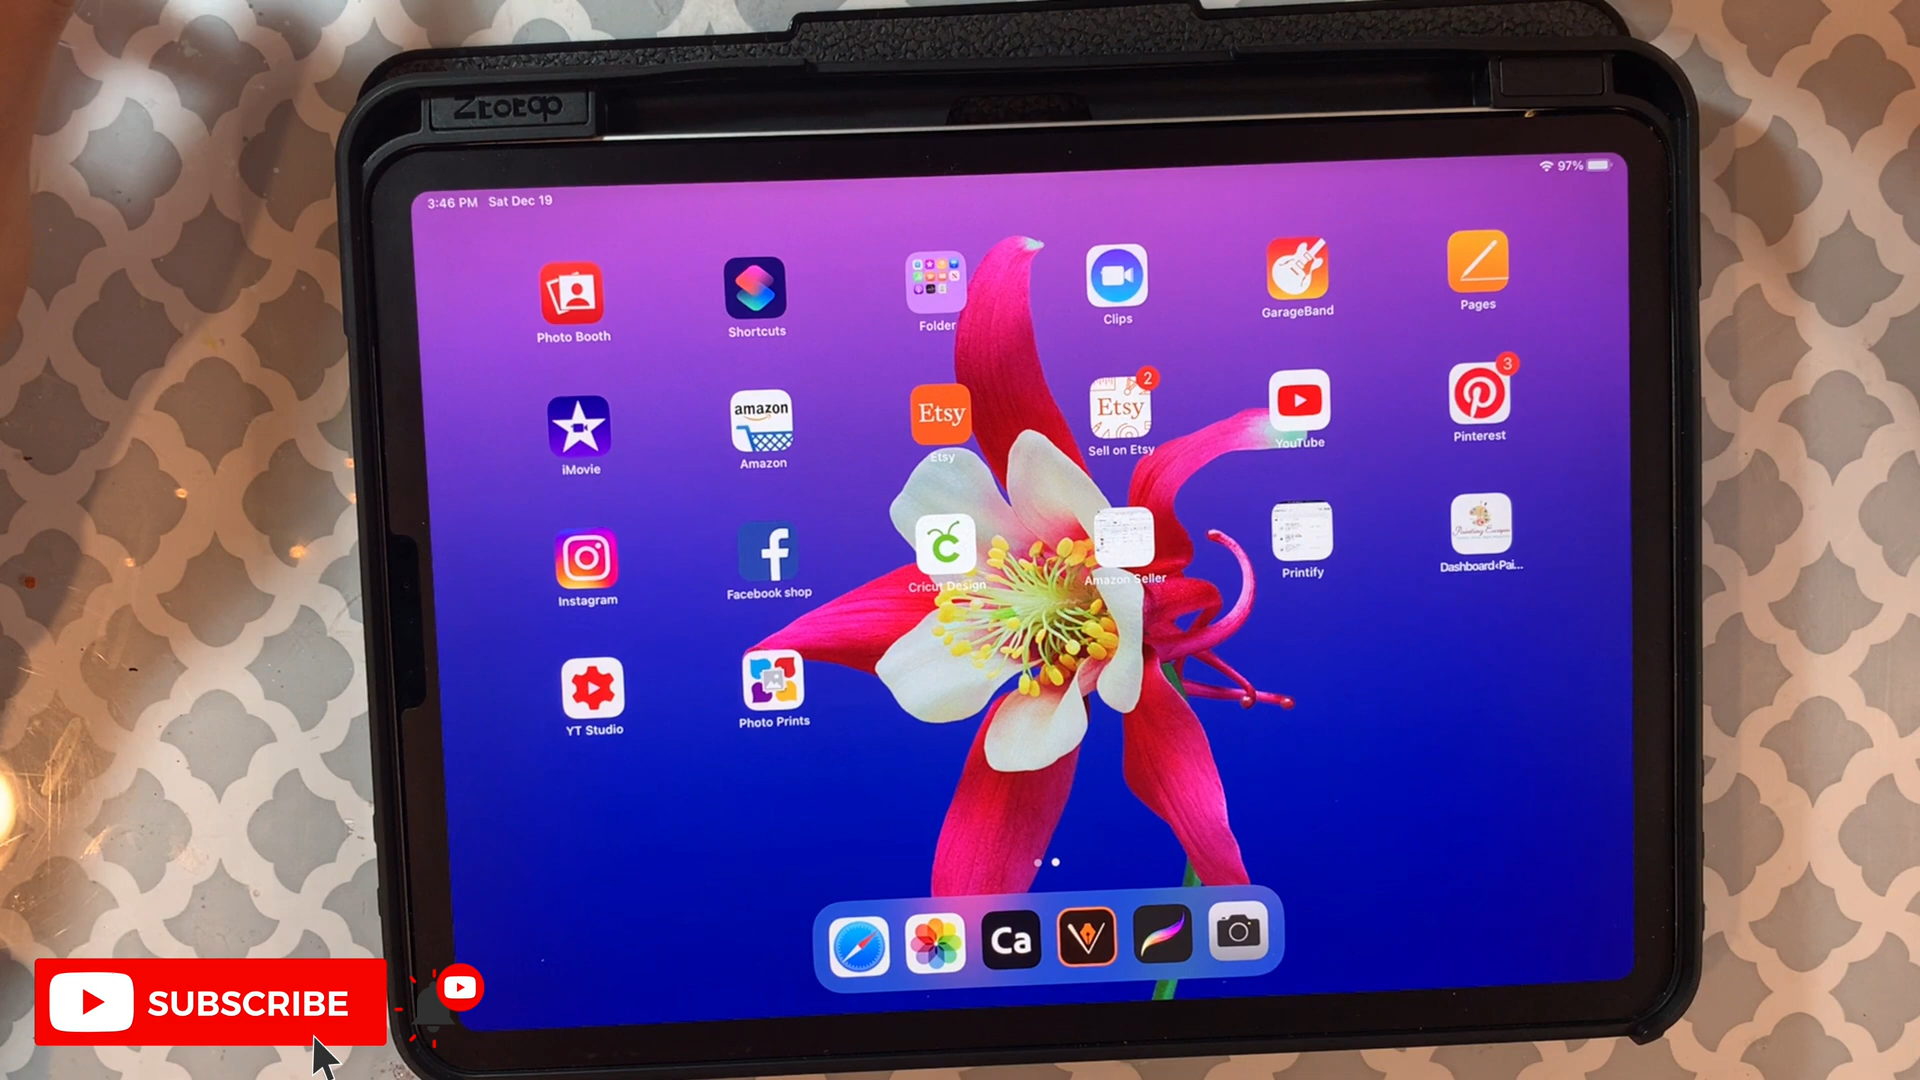 Ztotop
3:46 PM Sat Dec 19
97%
Photo Booth
Shortcuts
Folder
Clips
GarageBand
Pages
iMovie
amazon
Amazon
Etsy
Etsy
Etsy
2
Sell on Etsy
YouTube
3
Pinterest
Instagram
Facebook shop
Cricut Design
Amazon Seller
Printify
Dashboard‹Pai...
YT Studio
Photo Prints
Ca
SUBSCRIBE